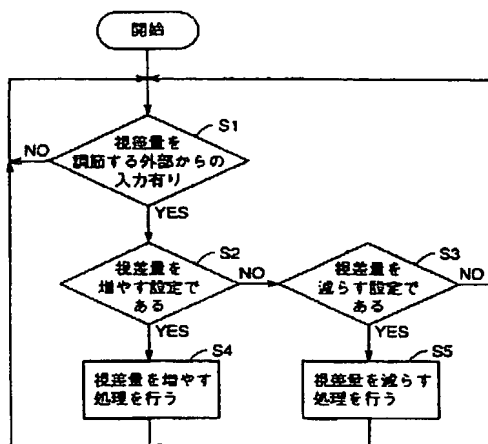 開始
S1
視差量を
調節する外部からの
入力有り
NO
YES
S2
視差量を
増やす設定で
ある
NO
YES
S3
視差量を
減らす設定で
ある
NO
YES
S4
視差量を増やす
処理を行う
S5
視差量を減らす
処理を行う